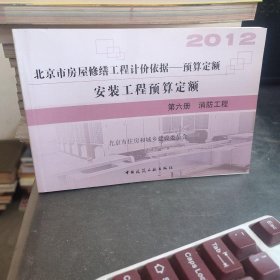 2012
北京市房屋修缮工程计价依据—预算定额
安装工程预算定额
第六册 消防工程
北京市住房和城乡建设委员会
中国建筑工业出版社
Caps Lock